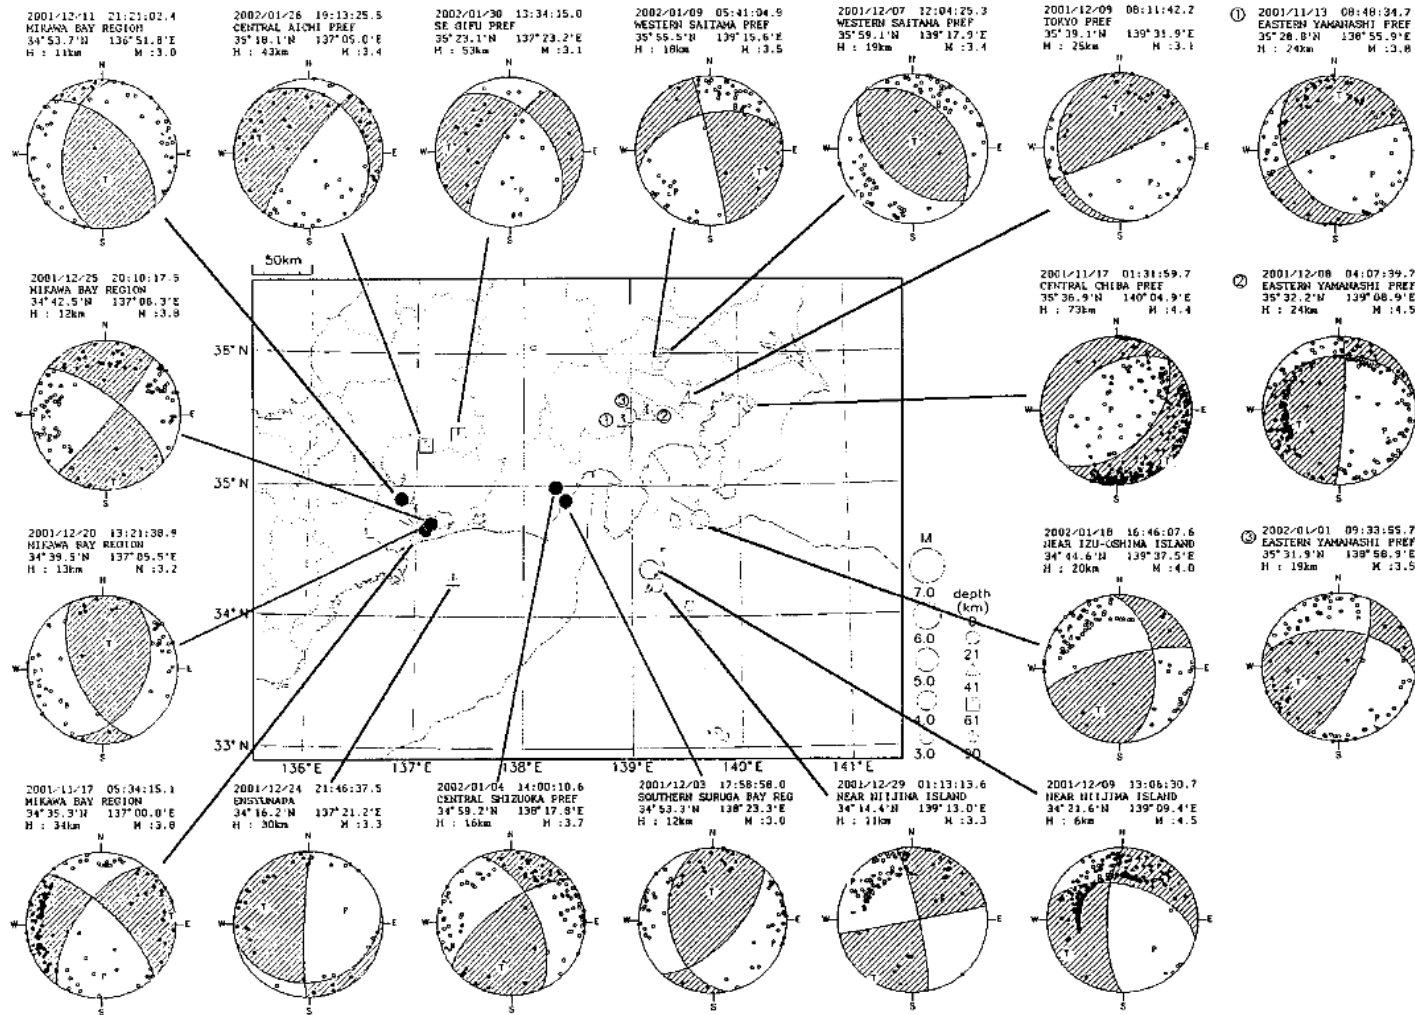 2001/12/11 21:21:02.4
MIKAWA BAY REGION
34°53.7'N 136°51.8'E
H : 11km M :3.0
2002/01/26 19:13:25.5
CENTRAL AICHI PREF
35°18.1'N 137°05.0'E
H : 43km M :3.4
2002/01/30 13:34:15.0
SE GIFU PREF
35°23.1'N 137°23.2'E
H : 53km M :3.1
2002/01/09 05:41:04.9
WESTERN SAITAMA PREF
35°55.5'N 139°15.6'E
H : 18km M :3.5
2001/12/07 12:04:25.3
WESTERN SAITAMA PREF
35°59.1'N 139°17.9'E
H : 19km M :3.4
2001/12/09 08:11:42.2
TOKYO PREF
35°39.1'N 139°31.9'E
H : 25km M :3.1
① 2001/11/13 08:48:34.7
EASTERN YAMANASHI PREF
35°28.8'N 138°55.9'E
H : 24km M :3.8
2001/12/25 20:10:17.5
MIKAWA BAY REGION
34°42.5'N 137°08.3'E
H : 12km M :3.8
50km
2001/11/17 01:31:59.7
CENTRAL CHIBA PREF
35°36.9'N 140°04.9'E
H : 73km M :4.4
② 2001/12/08 04:07:39.7
EASTERN YAMANASHI PREF
35°32.2'N 139°08.9'E
H : 24km M :4.5
36°N
35°N
34°N
33°N
136°E 137°E 138°E 139°E 140°E 141°E
① ② ③
M
7.0
6.0
5.0
4.0
3.0
depth
(km)
0
21
41
61
90
2001/12/20 13:21:38.9
MIKAWA BAY REGION
34°39.5'N 137°05.5'E
H : 13km M :3.2
2002/01/18 16:46:07.6
NEAR IZU-OSHIMA ISLAND
34°44.6'N 139°37.5'E
H : 20km M :4.0
③ 2002/01/01 09:33:55.7
EASTERN YAMANASHI PREF
35°31.9'N 138°58.9'E
H : 19km M :3.5
2001/11/17 05:34:15.1
MIKAWA BAY REGION
34°35.3'N 137°00.8'E
H : 34km M :3.8
2001/12/24 21:46:37.5
ENSYUNADA
34°16.2'N 137°21.2'E
H : 30km M :3.3
2002/01/04 14:00:10.6
CENTRAL SHIZUOKA PREF
34°59.2'N 138°17.8'E
H : 16km M :3.7
2001/12/03 17:58:58.0
SOUTHERN SURUGA BAY REG
34°53.3'N 138°23.3'E
H : 12km M :3.0
2001/12/29 01:13:13.6
NEAR NIIJIMA ISLAND
34°14.4'N 139°13.0'E
H : 11km M :3.3
2001/12/09 13:06:30.7
NEAR NIIJIMA ISLAND
34°21.6'N 139°09.4'E
H : 6km M :4.5